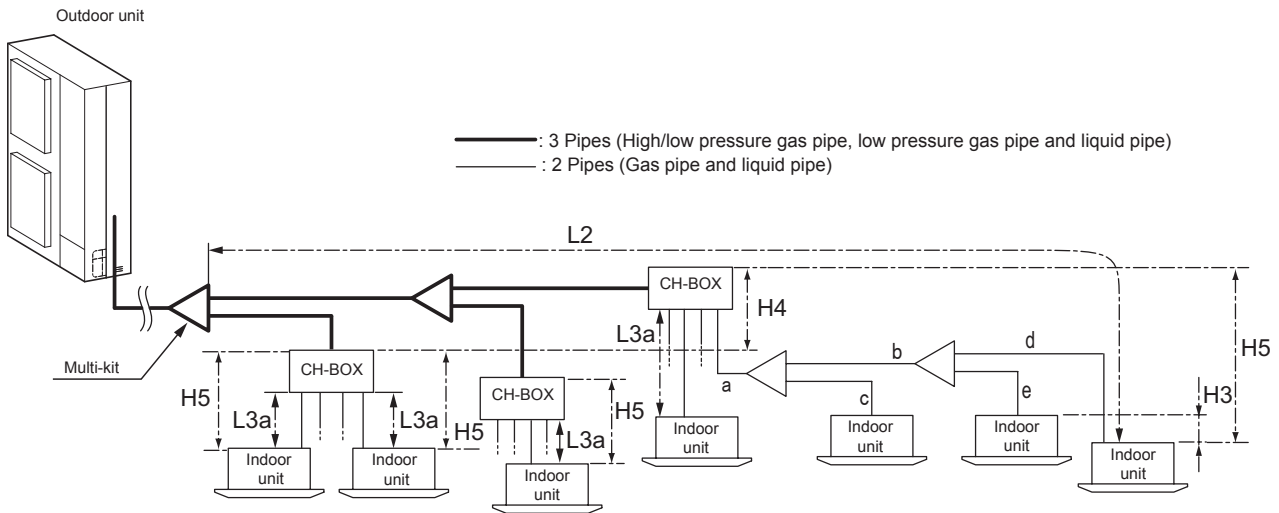 Outdoor unit
: 3 Pipes (High/low pressure gas pipe, low pressure gas pipe and liquid pipe)
: 2 Pipes (Gas pipe and liquid pipe)
L2
CH-BOX
H4
H5
L3a
Multi-kit
CH-BOX
a
b
d
c
e
H3
H5
L3a
L3a
H5
CH-BOX
L3a
H5
Indoor
unit
Indoor
unit
Indoor
unit
Indoor
unit
Indoor
unit
Indoor
unit
Indoor
unit